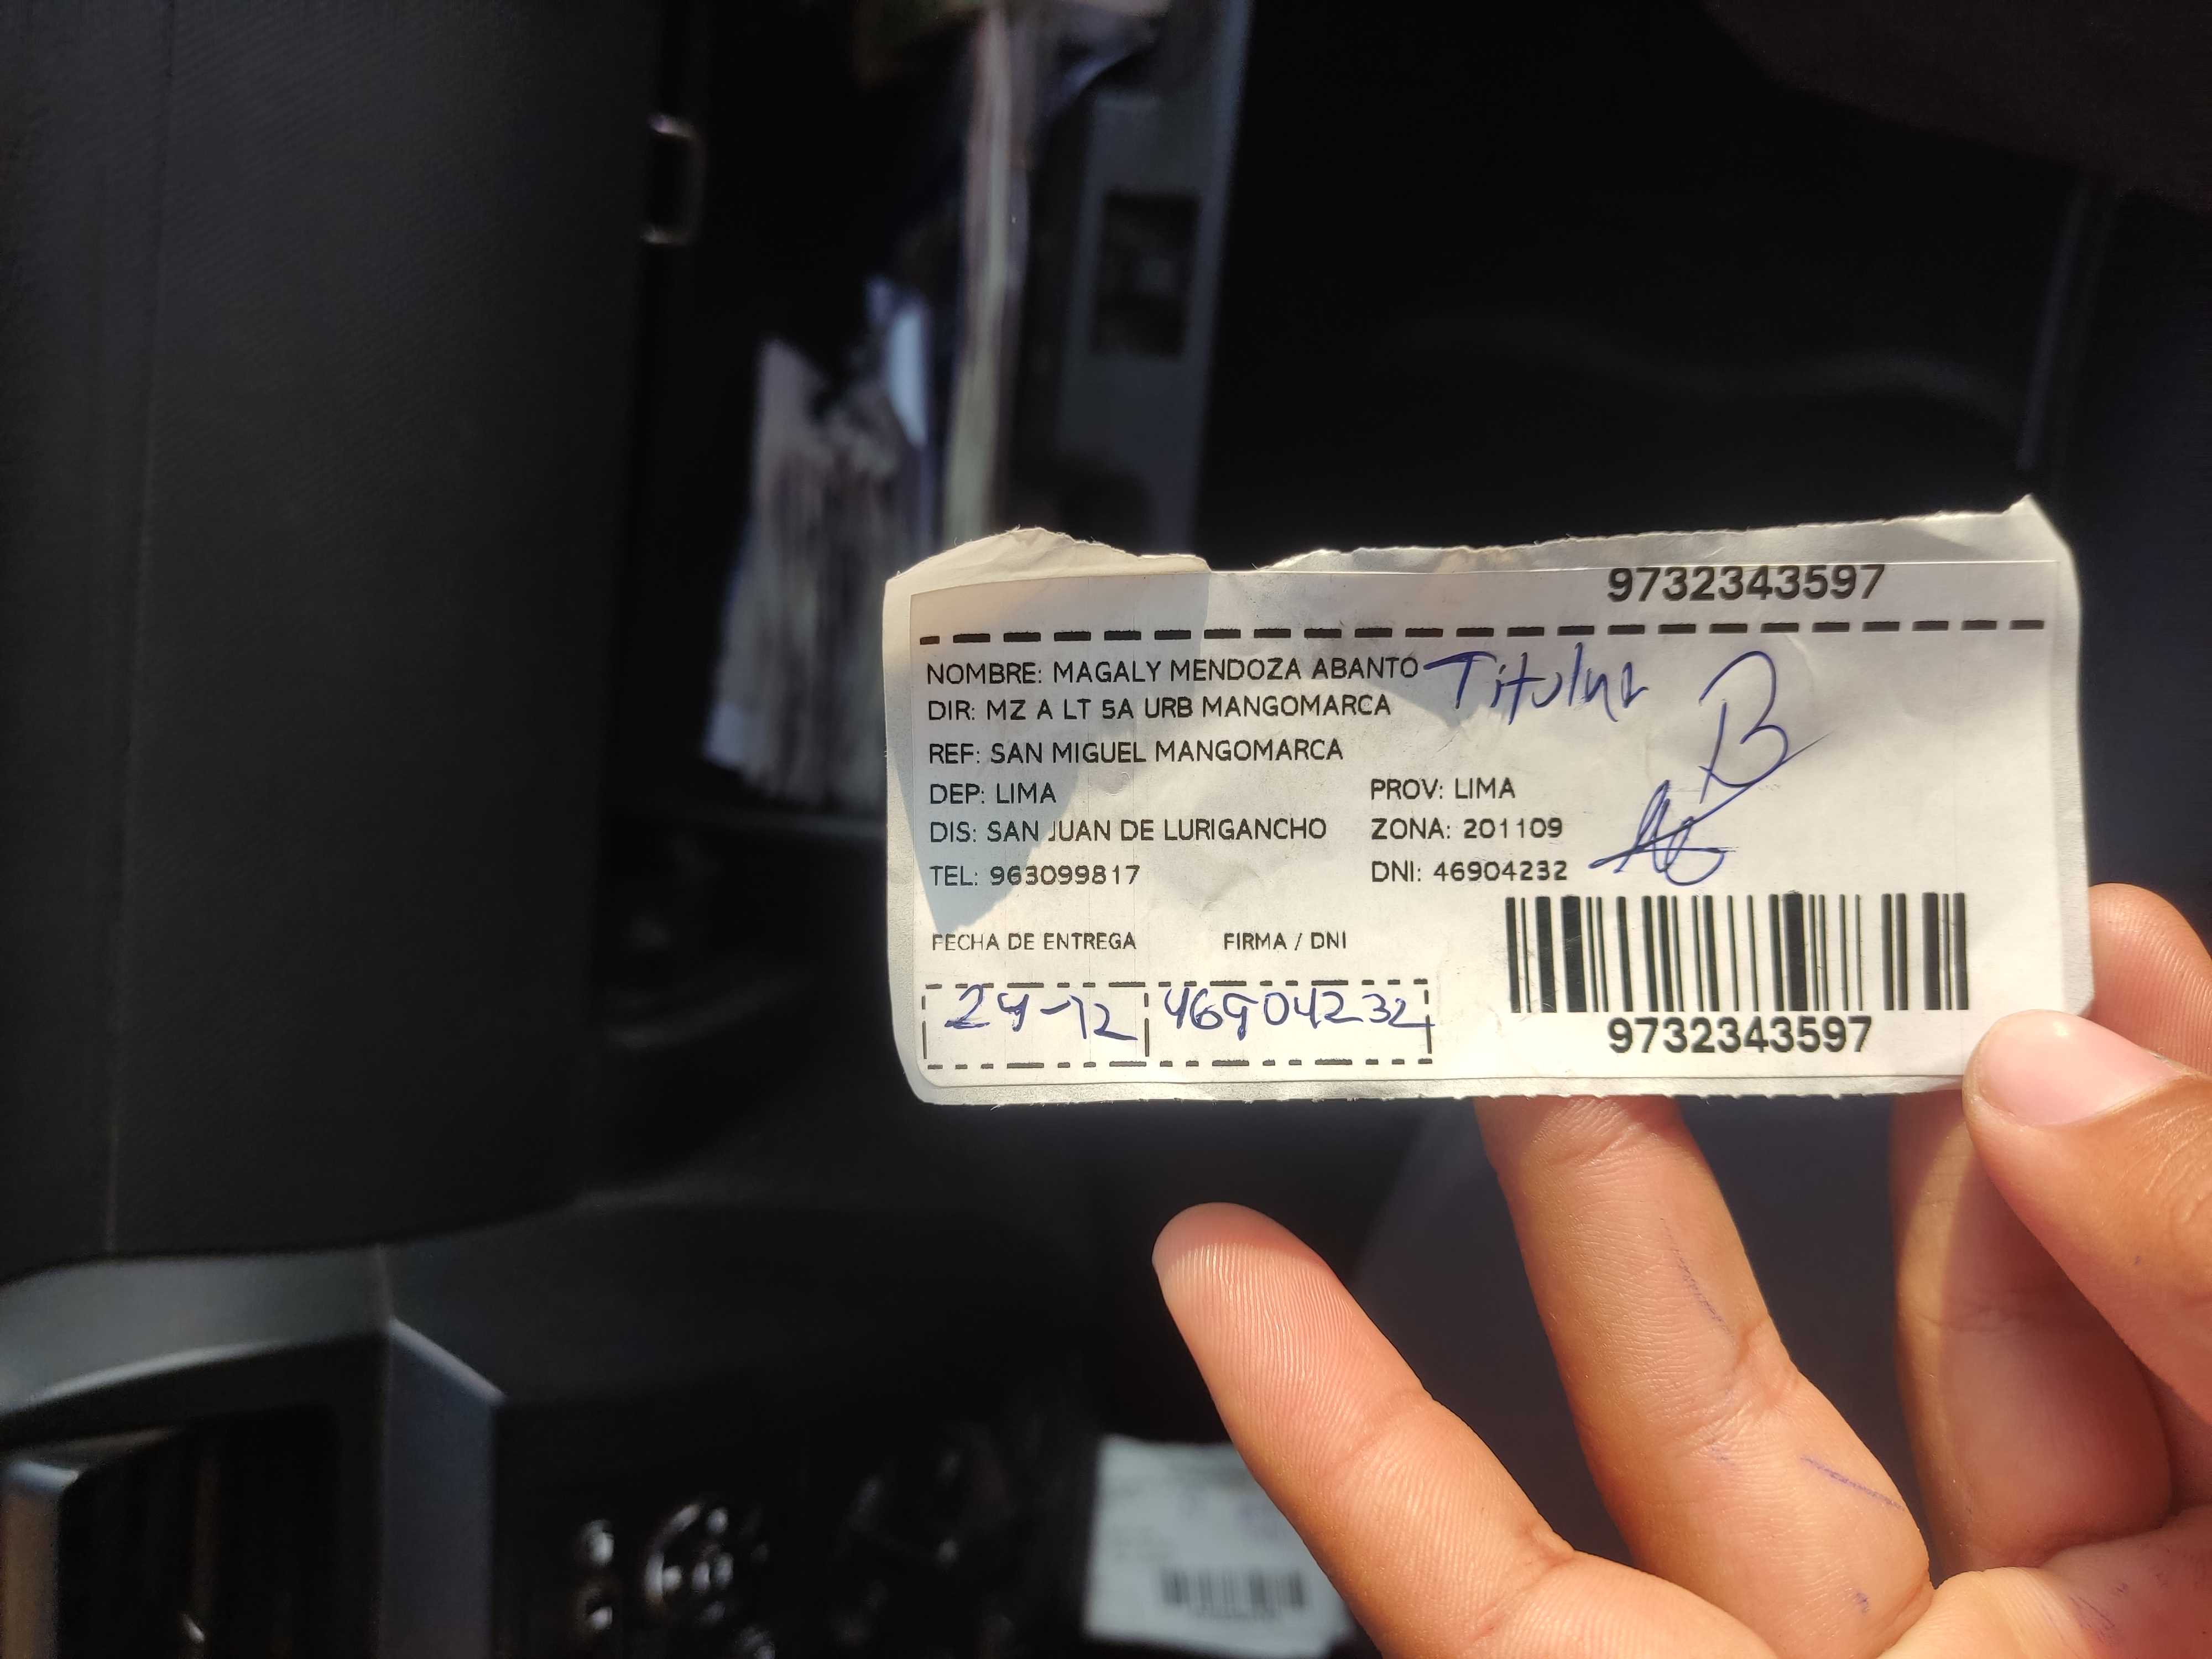 9732343597
NOMBRE: MAGALY MENDOZA ABANTO Titular
DIR: MZ A LT 5A URB MANGOMARCA
REF: SAN MIGUEL MANGOMARCA
DEP: LIMA PROV: LIMA
DIS: SAN JUAN DE LURIGANCHO ZONA: 201109
TEL: 963099817 DNI: 46904232
FECHA DE ENTREGA FIRMA / DNI
24-12 46904232
9732343597